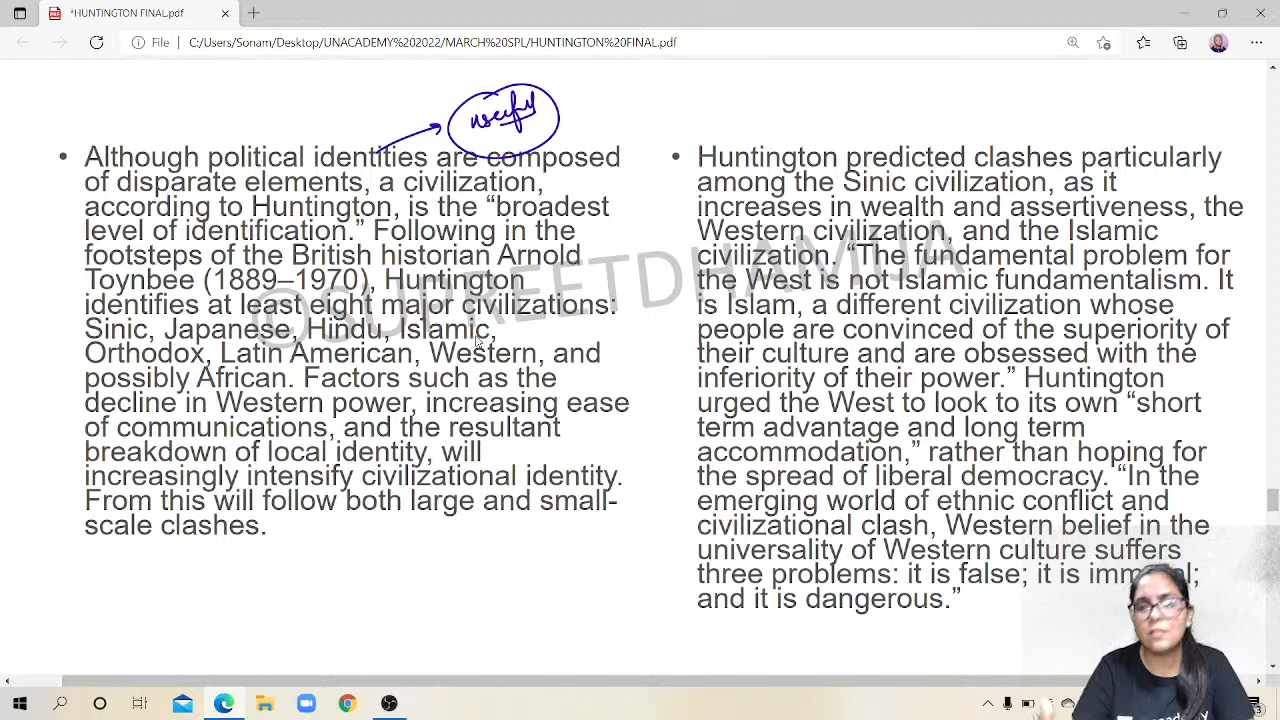 *HUNTINGTON FINAL.pdf
File
C:/Users/Sonam/Desktop/UNACADEMY%202022/MARCH%20SPL/HUNTINGTON%20FINAL.pdf
• Although political identities are composed
of disparate elements, a civilization,
according to Huntington, is the “broadest
level of identification.” Following in the
footsteps of the British historian Arnold
Toynbee (1889–1970), Huntington
identifies at least eight major civilizations:
Sinic, Japanese, Hindu, Islamic,
Orthodox, Latin American, Western, and
possibly African. Factors such as the
decline in Western power, increasing ease
of communications, and the resultant
breakdown of local identity, will
increasingly intensify civilizational identity.
From this will follow both large and small-
scale clashes.
• Huntington predicted clashes particularly
among the Sinic civilization, as it
increases in wealth and assertiveness, the
Western civilization, and the Islamic
civilization. “The fundamental problem for
the West is not Islamic fundamentalism. It
is Islam, a different civilization whose
people are convinced of the superiority of
their culture and are obsessed with the
inferiority of their power.” Huntington
urged the West to look to its own “short
term advantage and long term
accommodation,” rather than hoping for
the spread of liberal democracy. “In the
emerging world of ethnic conflict and
civilizational clash, Western belief in the
universality of Western culture suffers
three problems: it is false; it is immoral;
and it is dangerous.”
©SUPREETDHAMIJA